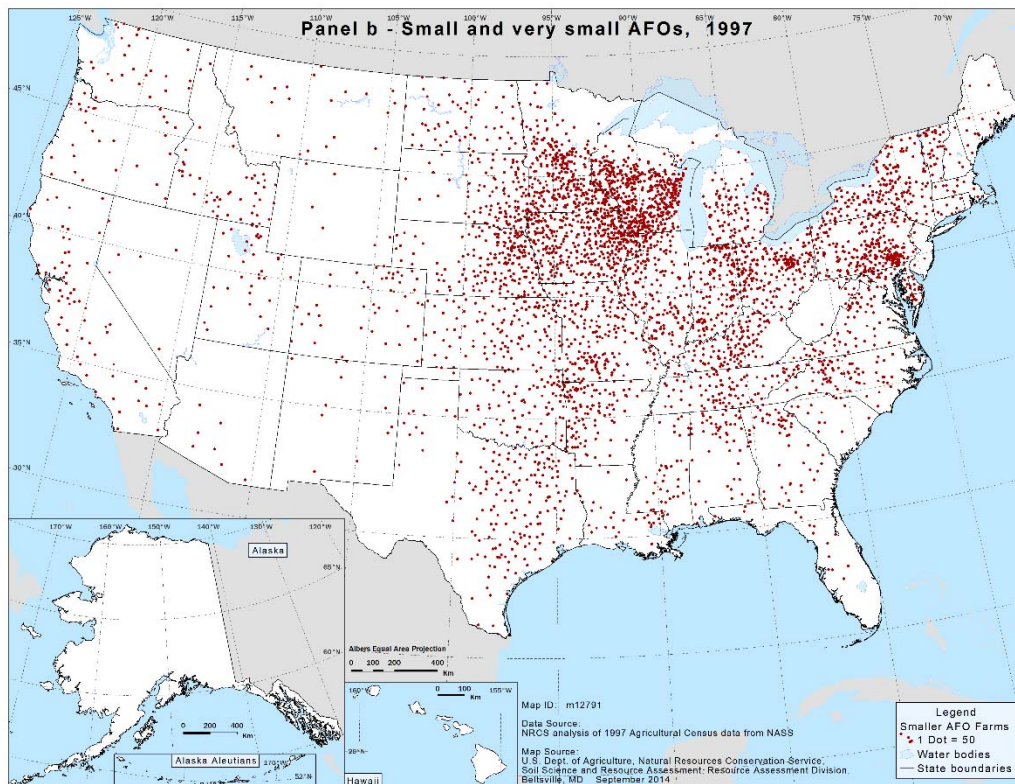 Panel b - Small and very small AFOs, 1997
125°W
120°W
115°W
110°W
105°W
100°W
95°W
90°W
85°W
80°W
75°W
70°W
45°N
40°N
35°N
30°N
25°N
170°W
160°W
150°W
140°W
130°W
120°W
Alaska
65°N
60°N
0
200
400
Km
Alaska Aleutians
170°W
52°N
Albers Equal Area Projection
0 100 200 400
Km
160°W
0 100
Km
155°W
20°N
Hawaii
Map ID: m12791
Data Source:
NRCS analysis of 1997 Agricultural Census data from NASS
Map Source:
U.S. Dept. of Agriculture, Natural Resources Conservation Service,
Soil Science and Resource Assessment, Resource Assessment Division
Beltsville, MD September 2014
Legend
Smaller AFO Farms
1 Dot = 50
Water bodies
State boundaries